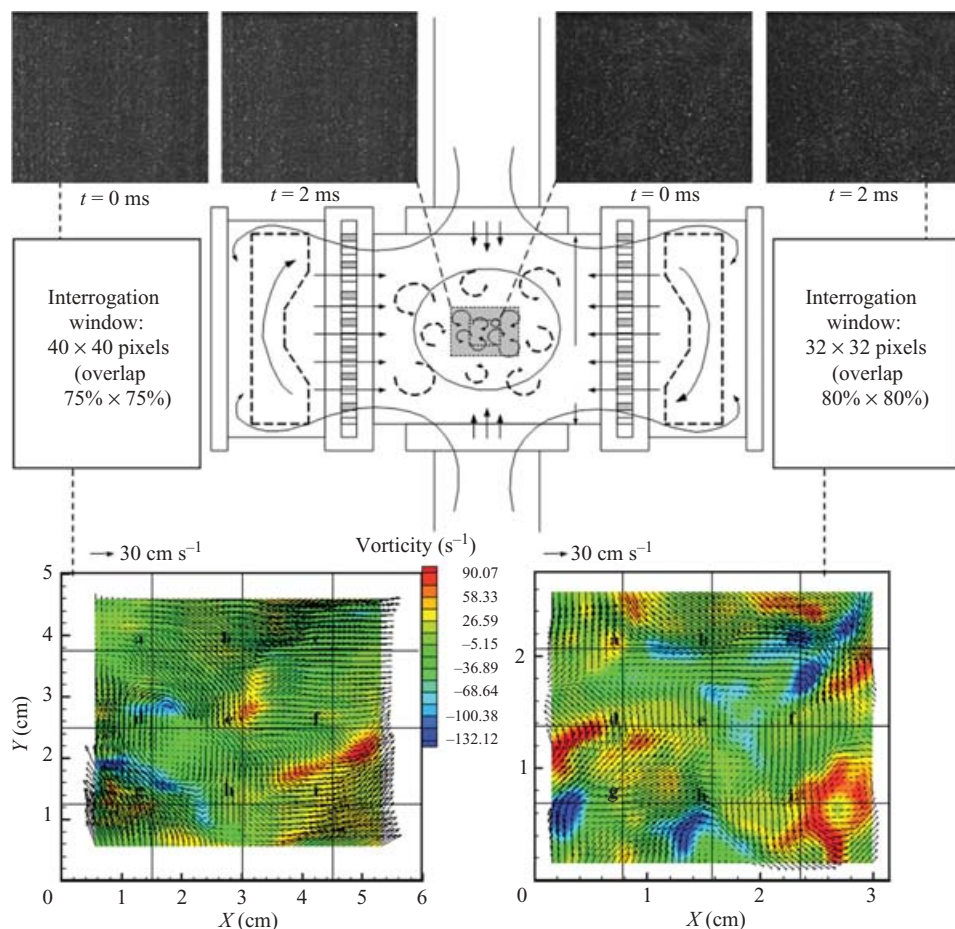 t = 0 ms
t = 2 ms
t = 0 ms
t = 2 ms
Interrogation
window:
40 × 40 pixels
(overlap
75% × 75%)
Interrogation
window:
32 × 32 pixels
(overlap
80% × 80%)
30 cm s⁻¹
Vorticity (s⁻¹)
30 cm s⁻¹
90.07
58.33
26.59
–5.15
–36.89
–68.64
–100.38
–132.12
5
4
3
2
1
0
Y (cm)
a
b
c
d
e
f
h
1
2
3
4
5
6
X (cm)
2
1
0
a
b
d
e
f
g
h
1
2
3
X (cm)